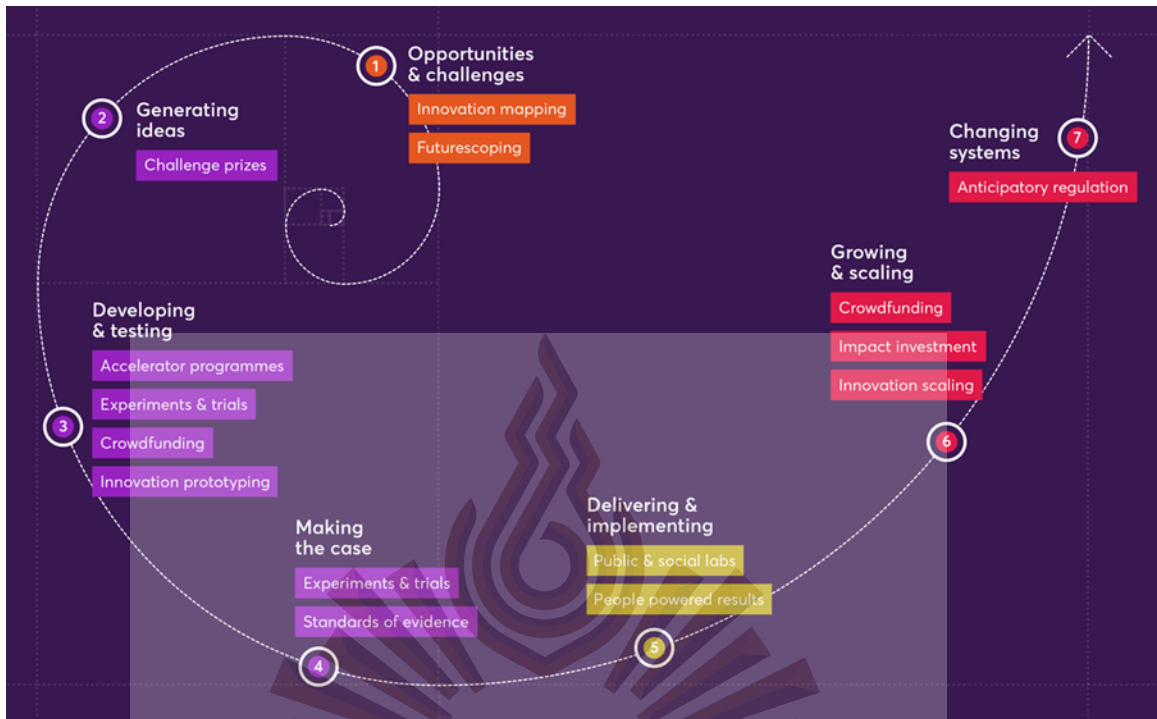 1
Opportunities
& challenges
Innovation mapping
Futurescoping
2
Generating
ideas
Challenge prizes
3
Developing
& testing
Accelerator programmes
Experiments & trials
Crowdfunding
Innovation prototyping
4
Making
the case
Experiments & trials
Standards of evidence
5
Delivering &
implementing
Public & social labs
People powered results
6
Growing
& scaling
Crowdfunding
Impact investment
Innovation scaling
7
Changing
systems
Anticipatory regulation